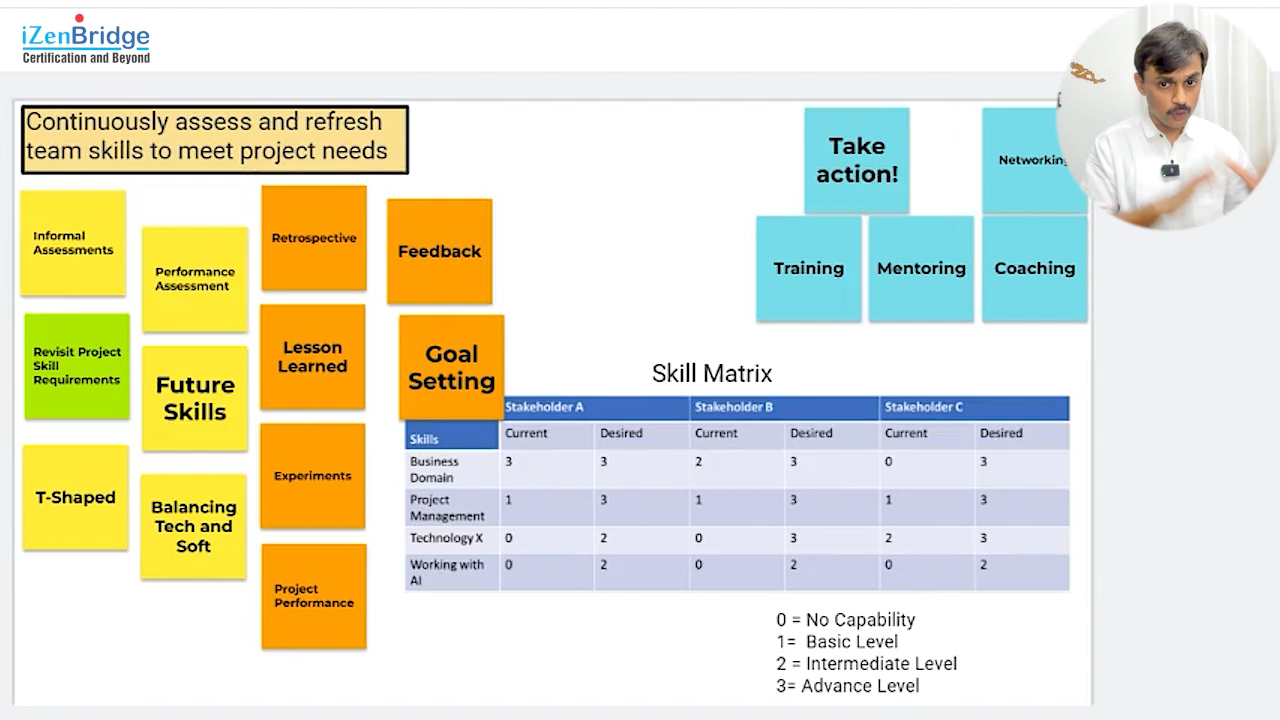 iZenBridge
Certification and Beyond
Continuously assess and refresh
team skills to meet project needs
Informal
Assessments
Performance
Assessment
Retrospective
Feedback
Revisit Project
Skill
Requirements
Future
Skills
Lesson
Learned
Goal
Setting
T-Shaped
Balancing
Tech and
Soft
Experiments
Project
Performance
Take
action!
Training
Mentoring
Coaching
Skill Matrix
Stakeholder A Stakeholder B Stakeholder C
Skills Current Desired Current Desired Current Desired
Business
Domain 3 3 2 3 0 3
Project
Management 1 3 1 3 1 3
Technology X 0 2 0 3 2 3
Working with
AI 0 2 0 2 0 2
0 = No Capability
1= Basic Level
2 = Intermediate Level
3= Advance Level